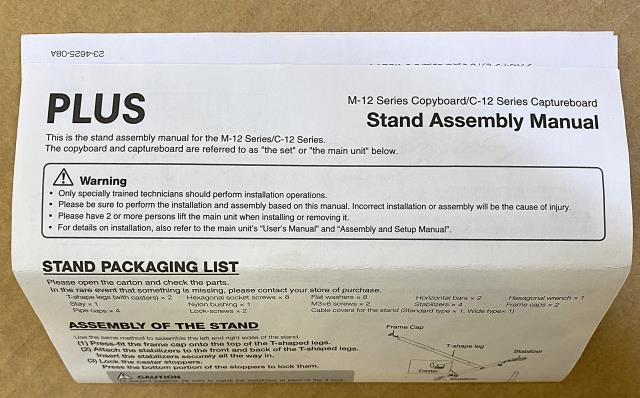 23-4625-08A
PLUS
M-12 Series Copyboard/C-12 Series Captureboard
Stand Assembly Manual
This is the stand assembly manual for the M-12 Series/C-12 Series.
The copyboard and captureboard are referred to as "the set" or "the main unit" below.
Warning
• Only specially trained technicians should perform installation operations.
• Please be sure to perform the installation and assembly based on this manual. Incorrect installation or assembly will be the cause of injury.
• Please have 2 or more persons lift the main unit when installing or removing it.
• For details on installation, also refer to the main unit's "User's Manual" and "Assembly and Setup Manual".
STAND PACKAGING LIST
Please open the carton and check the parts.
In the rare event that something is missing, please contact your store of purchase.
T-shape legs (with casters) × 2 Hexagonal socket screws × 8 Flat washers × 8 Horizontal bars × 2 Hexagonal wrench × 1
Stay × 1 Nylon bushing × 1 M3×6 screws × 2 Stabilizers × 4 Frame caps × 2
Pipe caps × 4 Lock-screws × 2 Cable covers for the stand (Standard type × 1, Wide type× 1)
ASSEMBLY OF THE STAND
Use the same method to assemble the left and right sides of the stand.
(1) Press-fit the frame cap onto the top of the T-shaped legs.
(2) Attach the stabilizers to the front and back of the T-shaped legs.
Insert the stabilizers securely all the way in.
(3) Lock the caster stoppers.
Press the bottom portion of the stoppers to lock them.
CAUTION
Frame Cap
T-shape leg
Stabilizer
Caster
Stabilizer